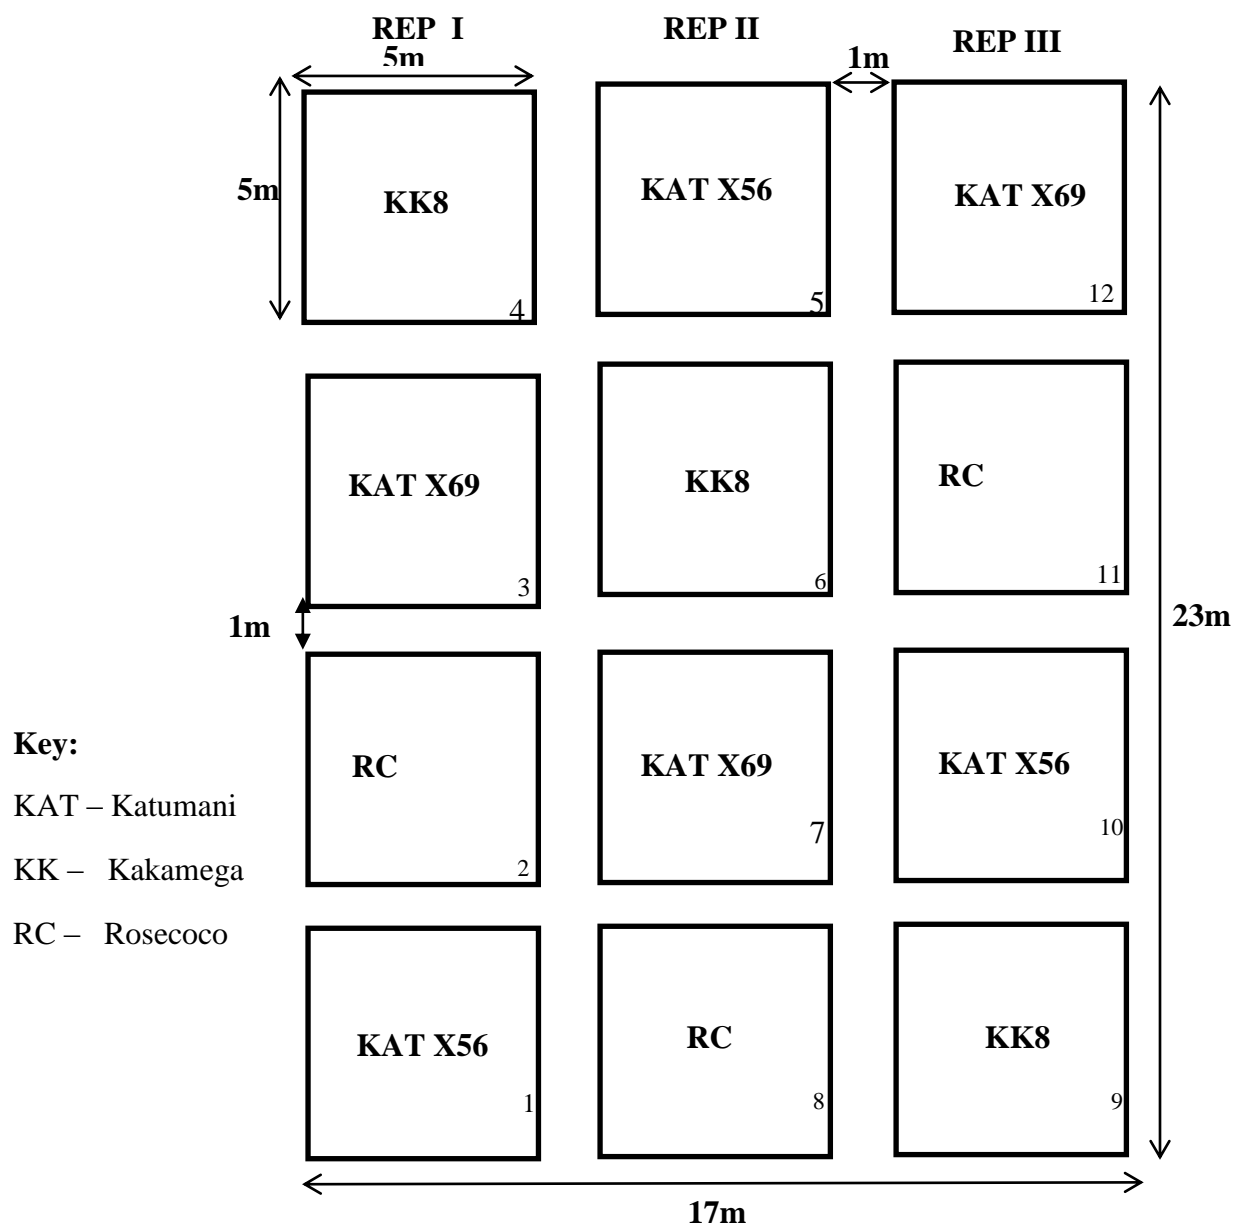 REP I
REP II
REP III
5m
1m
5m
KK8
4
KAT X56
5
KAT X69
12
KAT X69
3
KK8
6
RC
11
1m
23m
Key:
KAT – Katumani
KK – Kakamega
RC – Rosecoco
RC
2
KAT X69
7
KAT X56
10
KAT X56
1
RC
8
KK8
9
17m